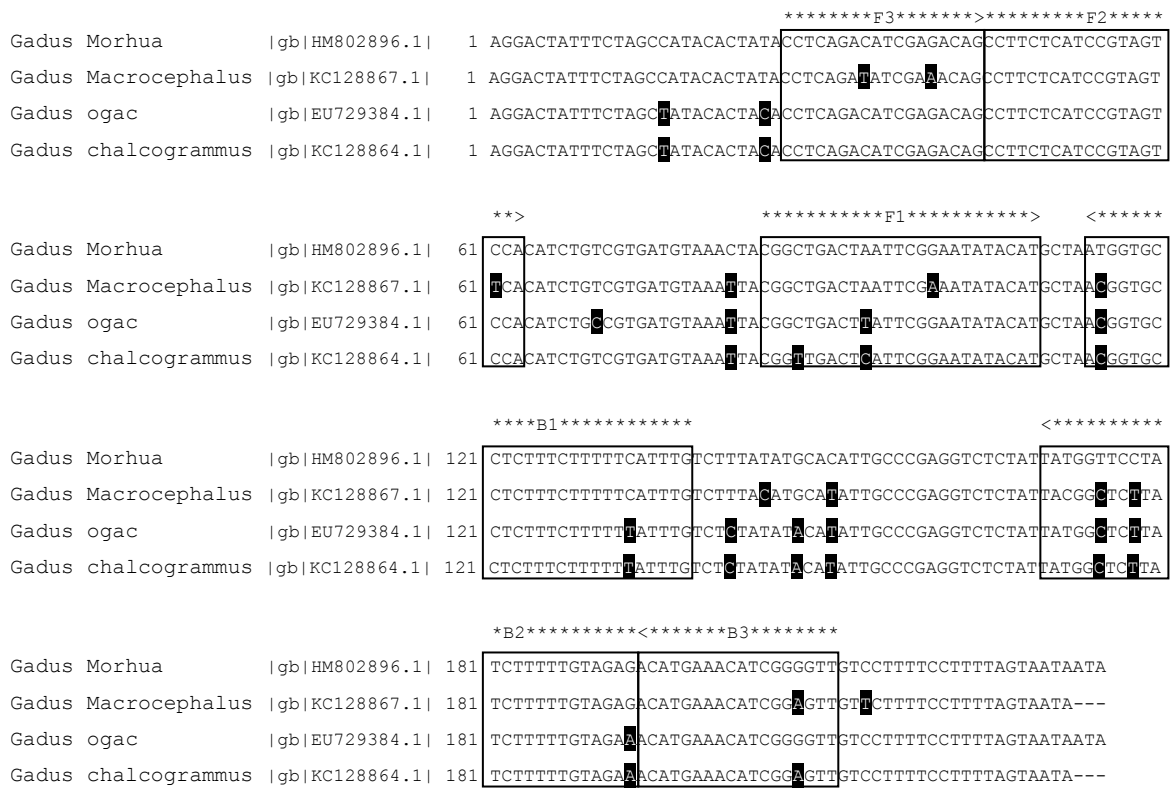 ********F3*******>*********F2*****
Gadus Morhua |gb|HM802896.1| 1 AGGACTATTTCTAGCCATACACTATACCTCAGACATCGAGACAGCCTTCTCATCCGTAGT
Gadus Macrocephalus |gb|KC128867.1| 1 AGGACTATTTCTAGCCATACACTATACCTCAGATATCGAAACAGCCTTCTCATCCGTAGT
Gadus ogac |gb|EU729384.1| 1 AGGACTATTTCTAGCTATACACTACACCTCAGACATCGAGACAGCCTTCTCATCCGTAGT
Gadus chalcogrammus |gb|KC128864.1| 1 AGGACTATTTCTAGCTATACACTACACCTCAGACATCGAGACAGCCTTCTCATCCGTAGT
**> ***********F1***********> <******
Gadus Morhua |gb|HM802896.1| 61 CCACATCTGTCGTGATGTAAACTACGGCTGACTAATTCGGAATATACATGCTAATGGTGC
Gadus Macrocephalus |gb|KC128867.1| 61 TCACATCTGTCGTGATGTAAATTACGGCTGACTAATTCGAAATATACATGCTAACGGTGC
Gadus ogac |gb|EU729384.1| 61 CCACATCTGCCGTGATGTAAATTACGGCTGACTTATTCGGAATATACATGCTAACGGTGC
Gadus chalcogrammus |gb|KC128864.1| 61 CCACATCTGTCGTGATGTAAATTACGGTTGACTCATTCGGAATATACATGCTAACGGTGC
****B1************ <**********
Gadus Morhua |gb|HM802896.1| 121 CTCTTTCTTTTTCATTTGTCTTTATATGCACATTGCCCGAGGTCTCTATTATGGTTCCTA
Gadus Macrocephalus |gb|KC128867.1| 121 CTCTTTCTTTTTCATTTGTCTTTACATGCATATTGCCCGAGGTCTCTATTACGGCTCTTA
Gadus ogac |gb|EU729384.1| 121 CTCTTTCTTTTTTATTTGTCTCTATATACATATTGCCCGAGGTCTCTATTATGGCTCTTA
Gadus chalcogrammus |gb|KC128864.1| 121 CTCTTTCTTTTTTATTTGTCTCTATATACATATTGCCCGAGGTCTCTATTATGGCTCTTA
*B2**********<*******B3********
Gadus Morhua |gb|HM802896.1| 181 TCTTTTTGTAGAGACATGAAACATCGGGGTTGTCCTTTTCCTTTTAGTAATAATA
Gadus Macrocephalus |gb|KC128867.1| 181 TCTTTTTGTAGAGACATGAAACATCGGAGTTGTTCTTTTCCTTTTAGTAATA---
Gadus ogac |gb|EU729384.1| 181 TCTTTTTGTAGAAACATGAAACATCGGGGTTGTCCTTTTCCTTTTAGTAATAATA
Gadus chalcogrammus |gb|KC128864.1| 181 TCTTTTTGTAGAAACATGAAACATCGGAGTTGTCCTTTTCCTTTTAGTAATA---